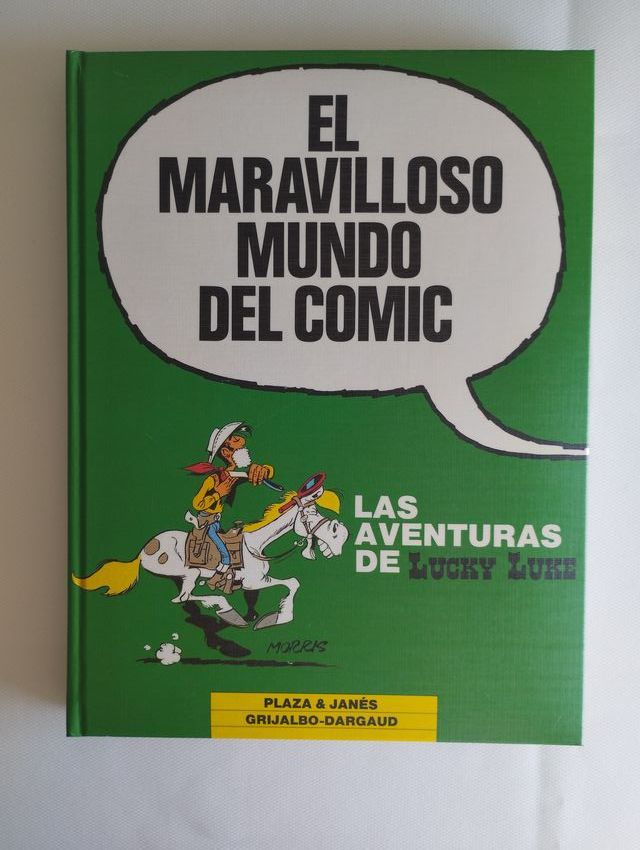 EL
MARAVILLOSO
MUNDO
DEL COMIC
LAS
AVENTURAS
DE LUCKY LUKE
MORRIS
PLAZA & JANÉS
GRIJALBO-DARGAUD